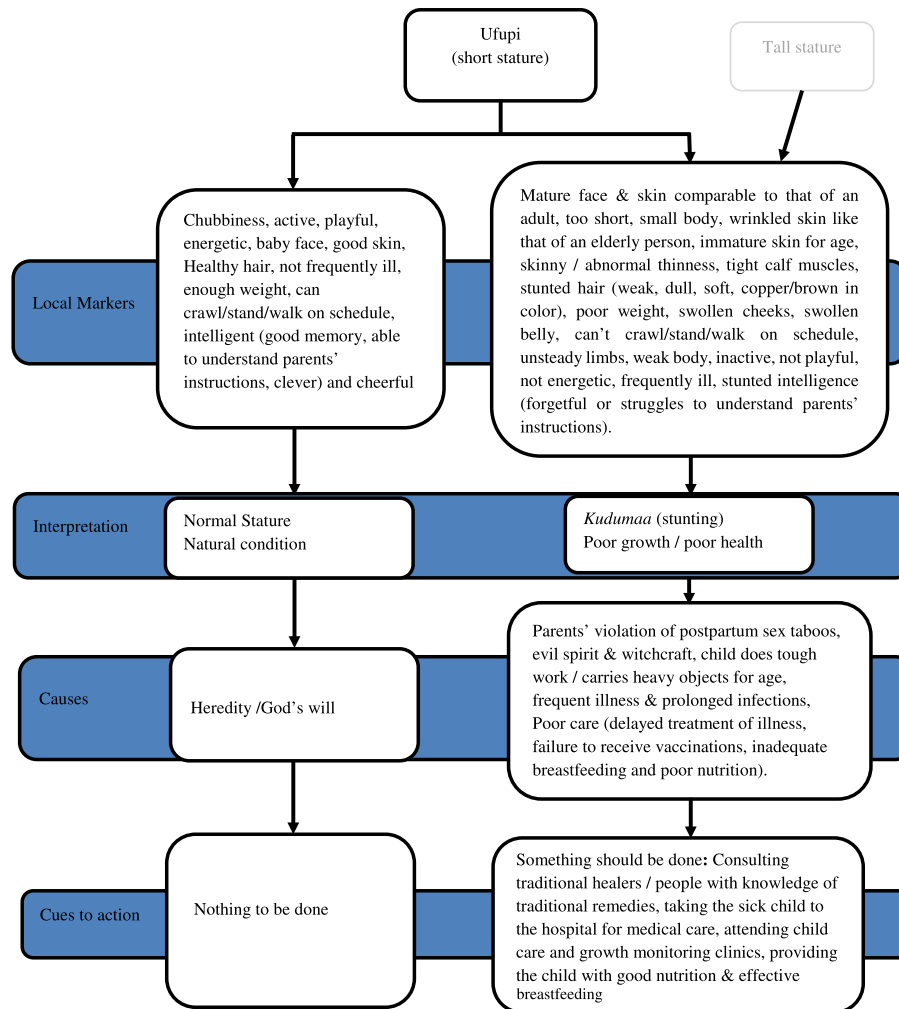 Ufupi
(short stature)
Tall stature
Local Markers
Chubbiness, active, playful,
energetic, baby face, good skin,
Healthy hair, not frequently ill,
enough weight, can
crawl/stand/walk on schedule,
intelligent (good memory, able
to understand parents’
instructions, clever) and cheerful
Mature face & skin comparable to that of an
adult, too short, small body, wrinkled skin like
that of an elderly person, immature skin for age,
skinny / abnormal thinness, tight calf muscles,
stunted hair (weak, dull, soft, copper/brown in
color), poor weight, swollen cheeks, swollen
belly, can’t crawl/stand/walk on schedule,
unsteady limbs, weak body, inactive, not playful,
not energetic, frequently ill, stunted intelligence
(forgetful or struggles to understand parents’
instructions).
Interpretation
Normal Stature
Natural condition
Kudumaa (stunting)
Poor growth / poor health
Causes
Heredity /God’s will
Parents’ violation of postpartum sex taboos,
evil spirit & witchcraft, child does tough
work / carries heavy objects for age,
frequent illness & prolonged infections,
Poor care (delayed treatment of illness,
failure to receive vaccinations, inadequate
breastfeeding and poor nutrition).
Cues to action
Nothing to be done
Something should be done: Consulting
traditional healers / people with knowledge of
traditional remedies, taking the sick child to
the hospital for medical care, attending child
care and growth monitoring clinics, providing
the child with good nutrition & effective
breastfeeding